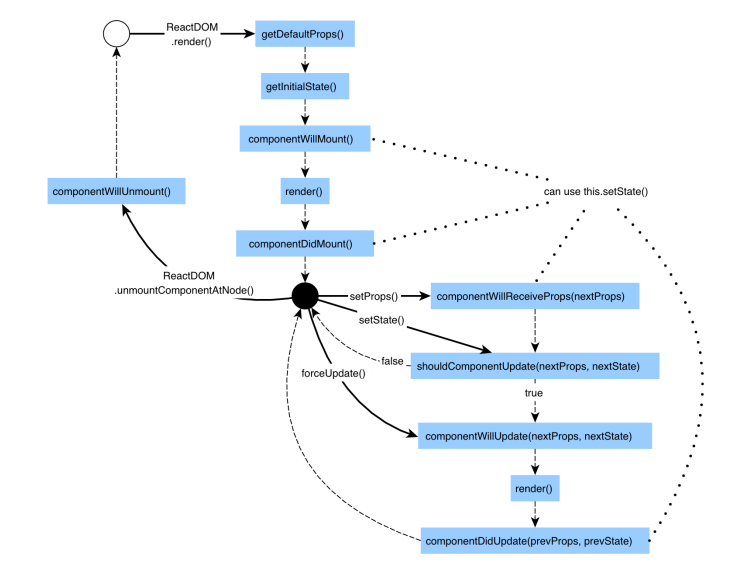 ReactDOM
.render()
getDefaultProps()
getInitialState()
componentWillMount()
componentWillUnmount()
render()
can use this.setState()
componentDidMount()
ReactDOM
.unmountComponentAtNode()
setProps()
componentWillReceiveProps(nextProps)
setState()
false
shouldComponentUpdate(nextProps, nextState)
forceUpdate()
true
componentWillUpdate(nextProps, nextState)
render()
componentDidUpdate(prevProps, prevState)